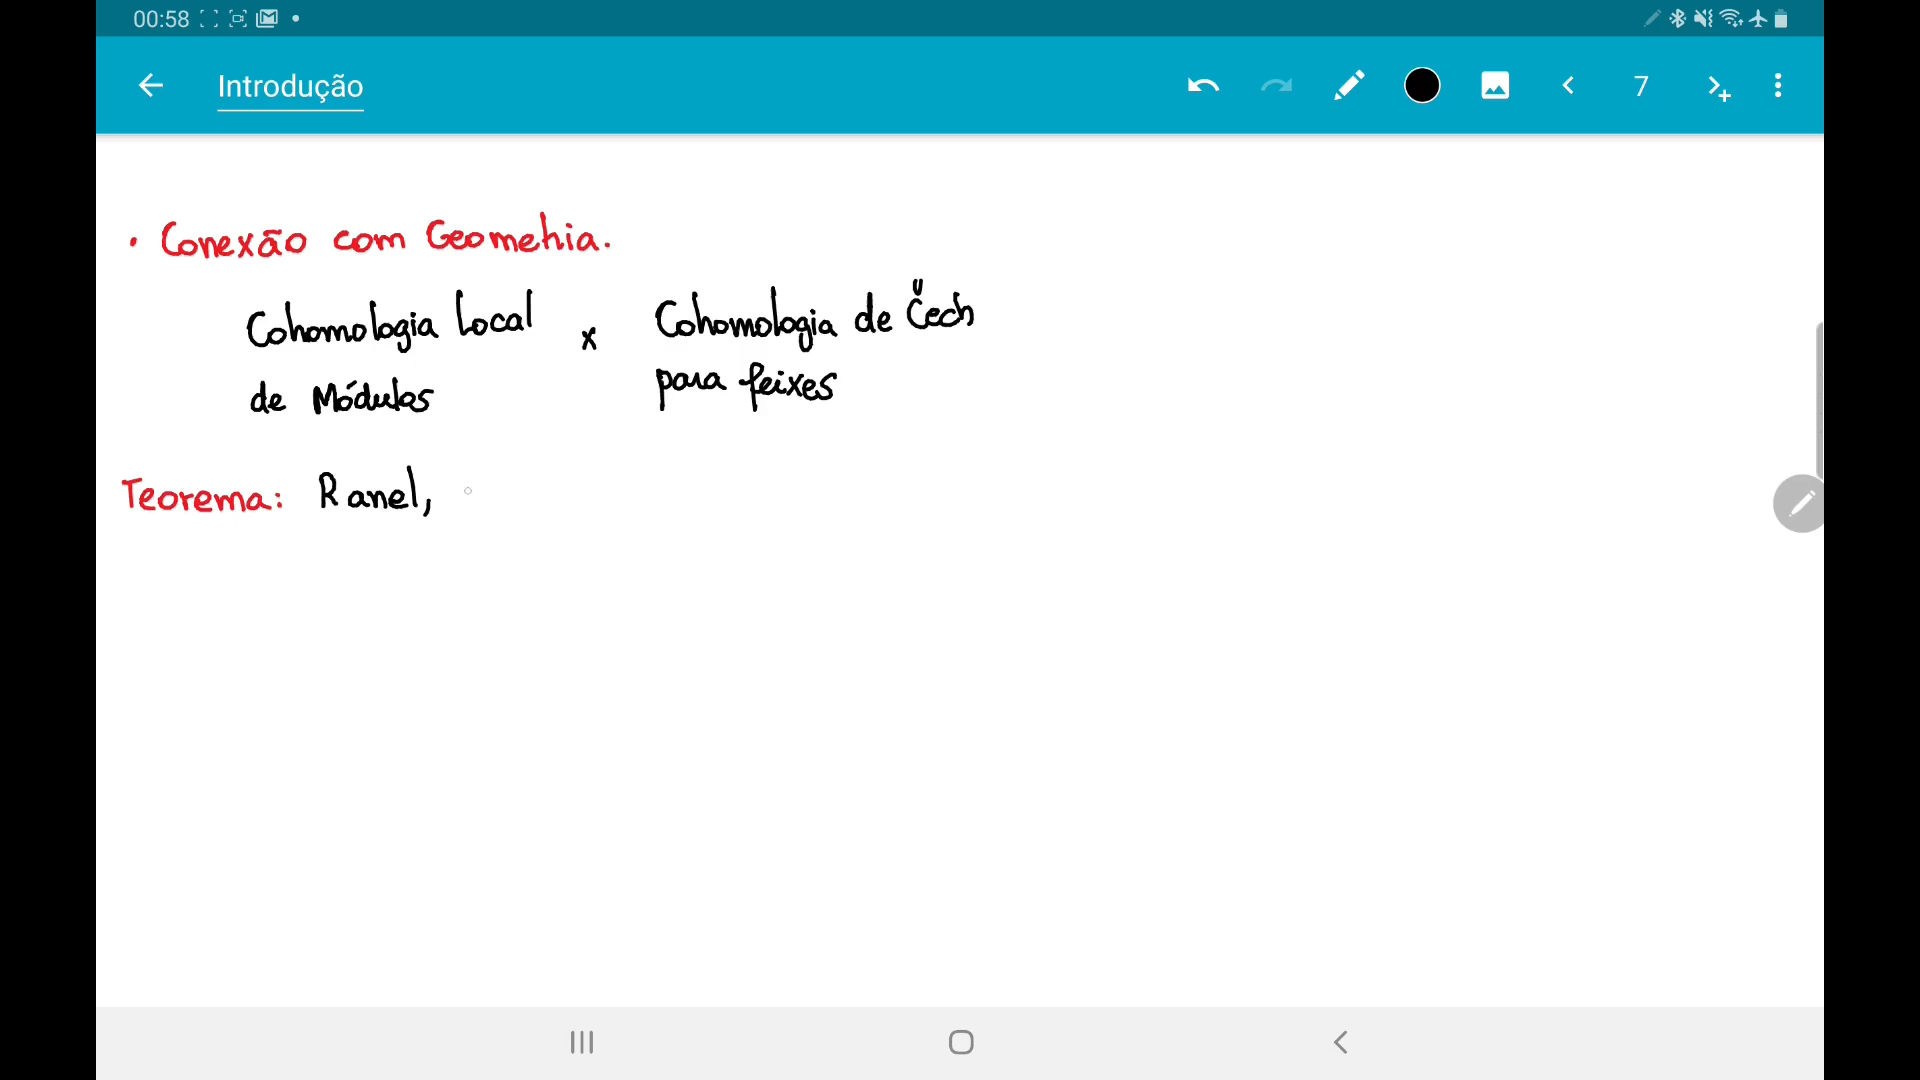 00:58
Introdução
7
• Conexão com Geometria.
Cohomologia Local x Cohomologia de Čech
de Módulos para feixes
Teorema: R anel,